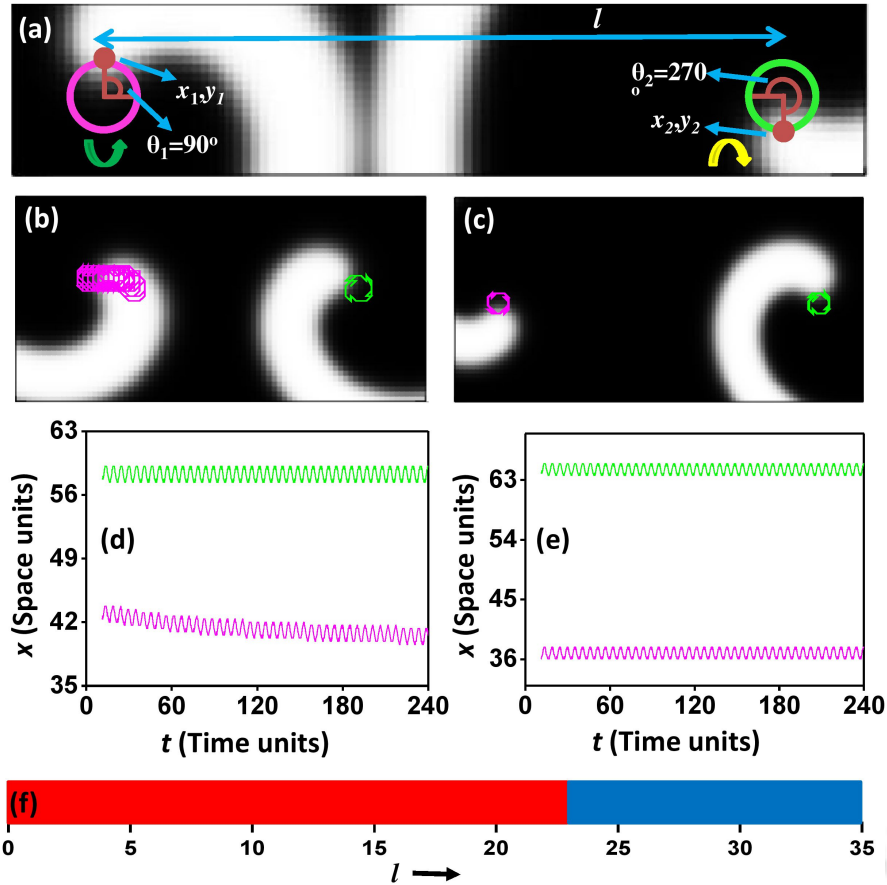 (a)
l
x1,y1
θ1=90o
θ2=270
o
x2,y2
(b)
(c)
63
56
49
42
35
x (Space units)
(d)
0 60 120 180 240
t (Time units)
63
54
45
36
x (Space units)
(e)
0 60 120 180 240
t (Time units)
(f)
0 5 10 15 20 25 30 35
l